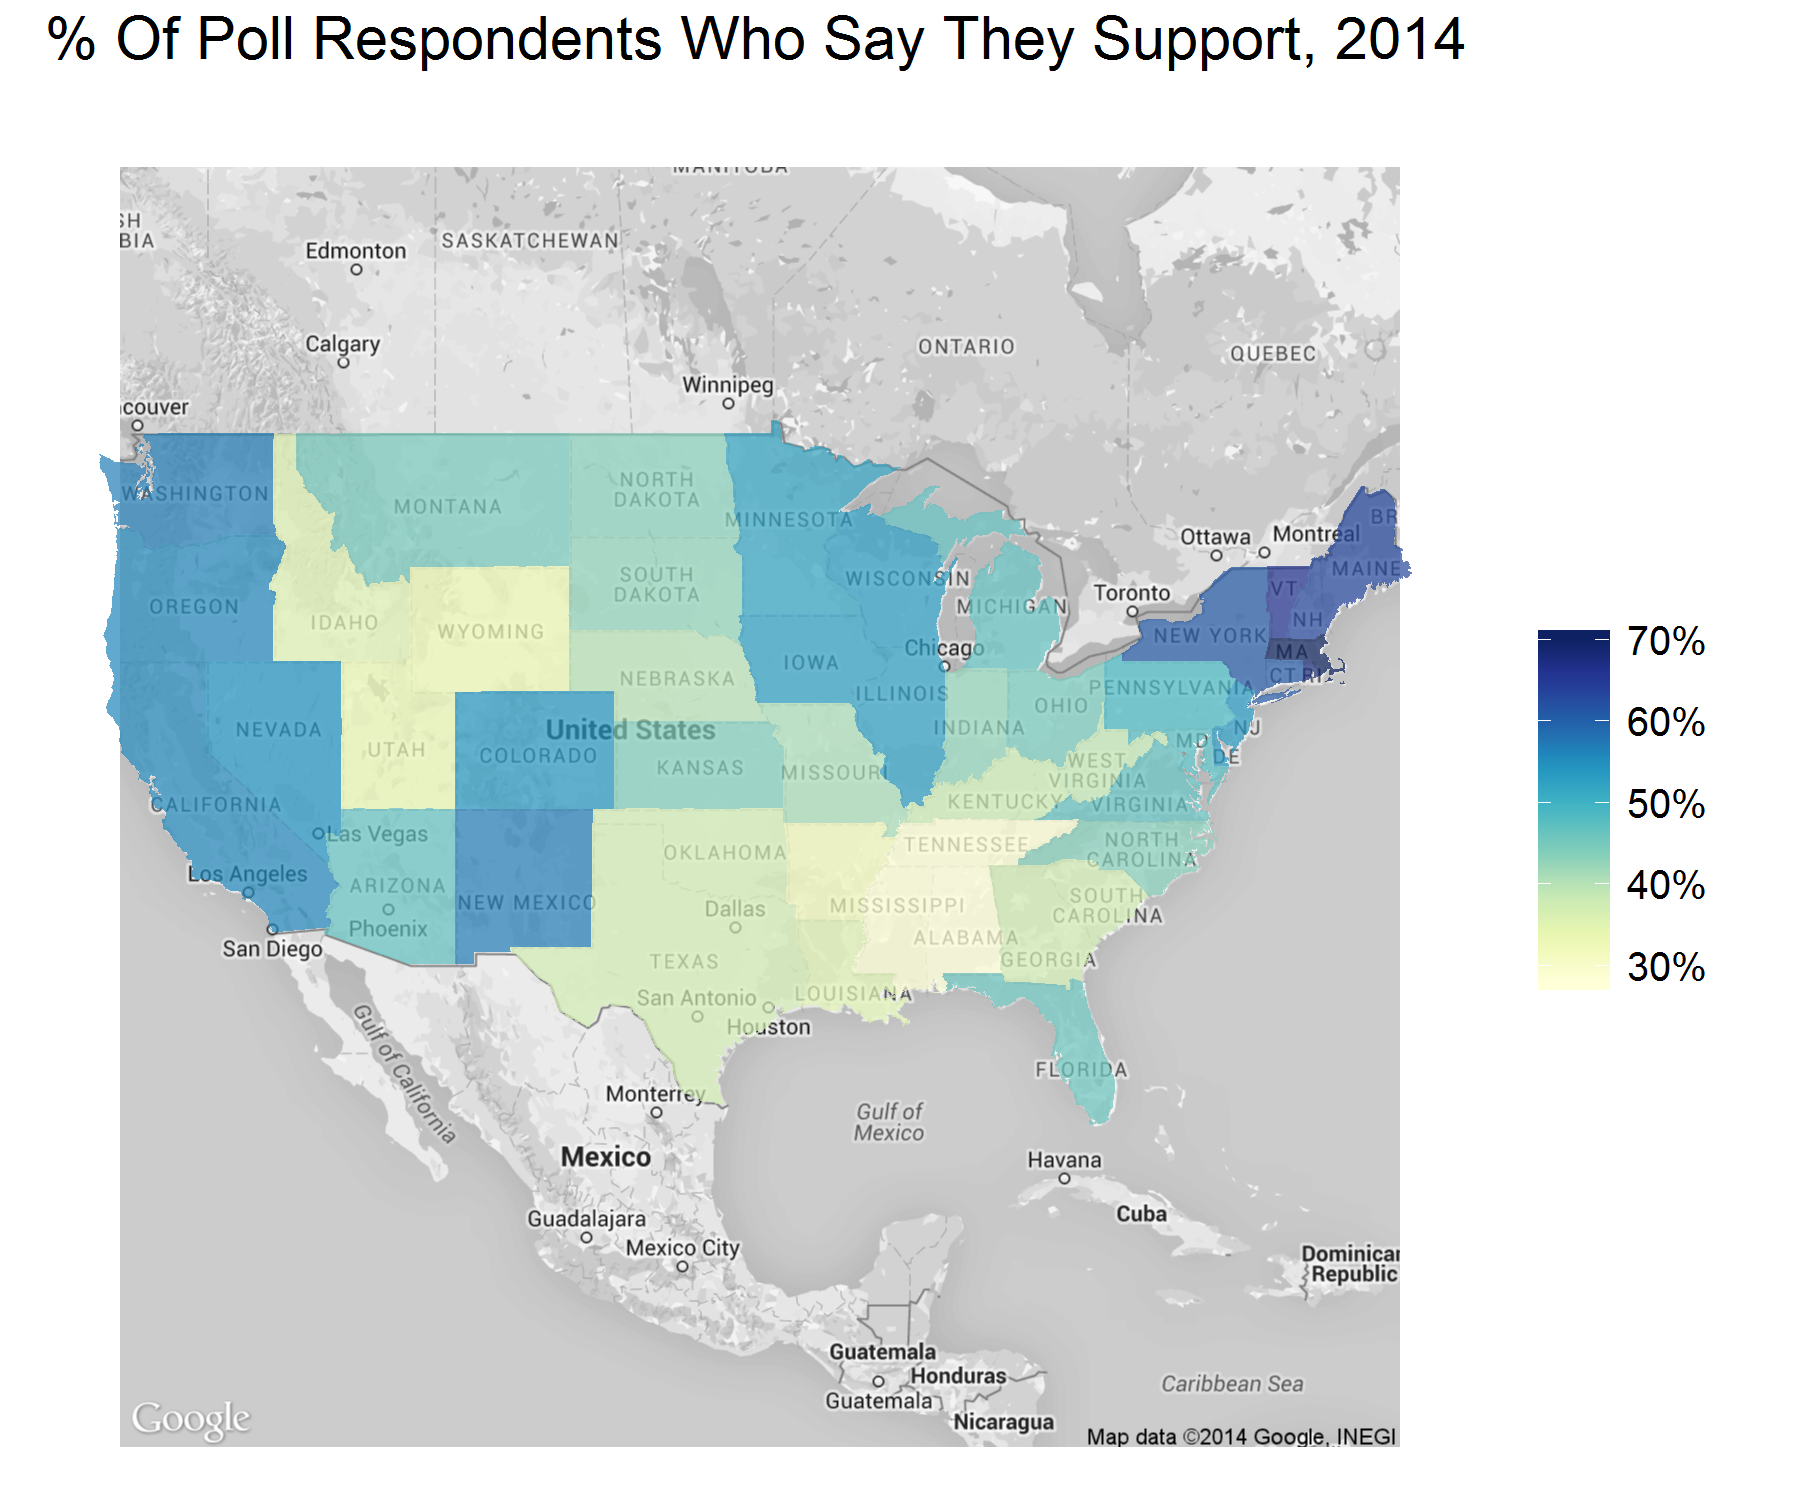 % Of Poll Respondents Who Say They Support, 2014
MANITOBA
SH
BIA
Edmonton
SASKATCHEWAN
Calgary
ONTARIO
QUEBEC
Winnipeg
couver
WASHINGTON
MONTANA
NORTH
DAKOTA
MINNESOTA
BR
Ottawa
Montreal
MAINE
OREGON
IDAHO
WYOMING
SOUTH
DAKOTA
WISCONSIN
MICHIGAN
Toronto
VT
NH
NEW YORK
MA
CT
RI
70%
60%
50%
40%
30%
Chicago
IOWA
NEBRASKA
ILLINOIS
INDIANA
OHIO
PENNSYLVANIA
NJ
MD
DE
NEVADA
UTAH
United States
COLORADO
KANSAS
MISSOURI
WEST
VIRGINIA
KENTUCKY
VIRGINIA
CALIFORNIA
Las Vegas
OKLAHOMA
TENNESSEE
NORTH
CAROLINA
Los Angeles
ARIZONA
Phoenix
NEW MEXICO
Dallas
MISSISSIPPI
SOUTH
CAROLINA
San Diego
ALABAMA
GEORGIA
TEXAS
San Antonio
LOUISIANA
Houston
Gulf of California
FLORIDA
Monterrey
Gulf of
Mexico
Mexico
Havana
Cuba
Guadalajara
Mexico City
Dominican
Republic
Guatemala
Honduras
Guatemala
Nicaragua
Caribbean Sea
Google
Map data ©2014 Google, INEGI